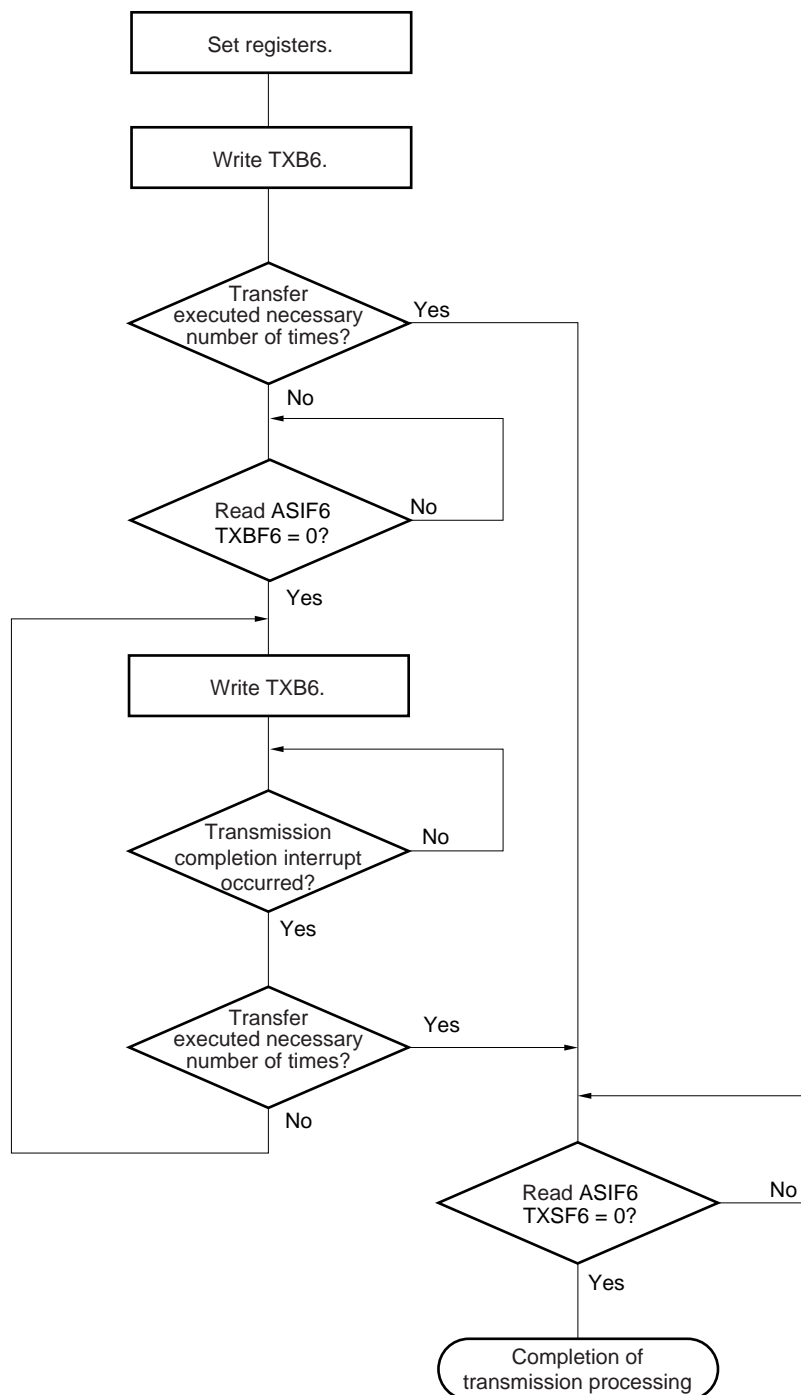 Set registers.
Write TXB6.
Transfer
executed necessary
number of times?
Yes
No
Read ASIF6
TXBF6 = 0?
No
Yes
Write TXB6.
Transmission
completion interrupt
occurred?
No
Yes
Transfer
executed necessary
number of times?
Yes
No
Read ASIF6
TXSF6 = 0?
No
Yes
Completion of
transmission processing